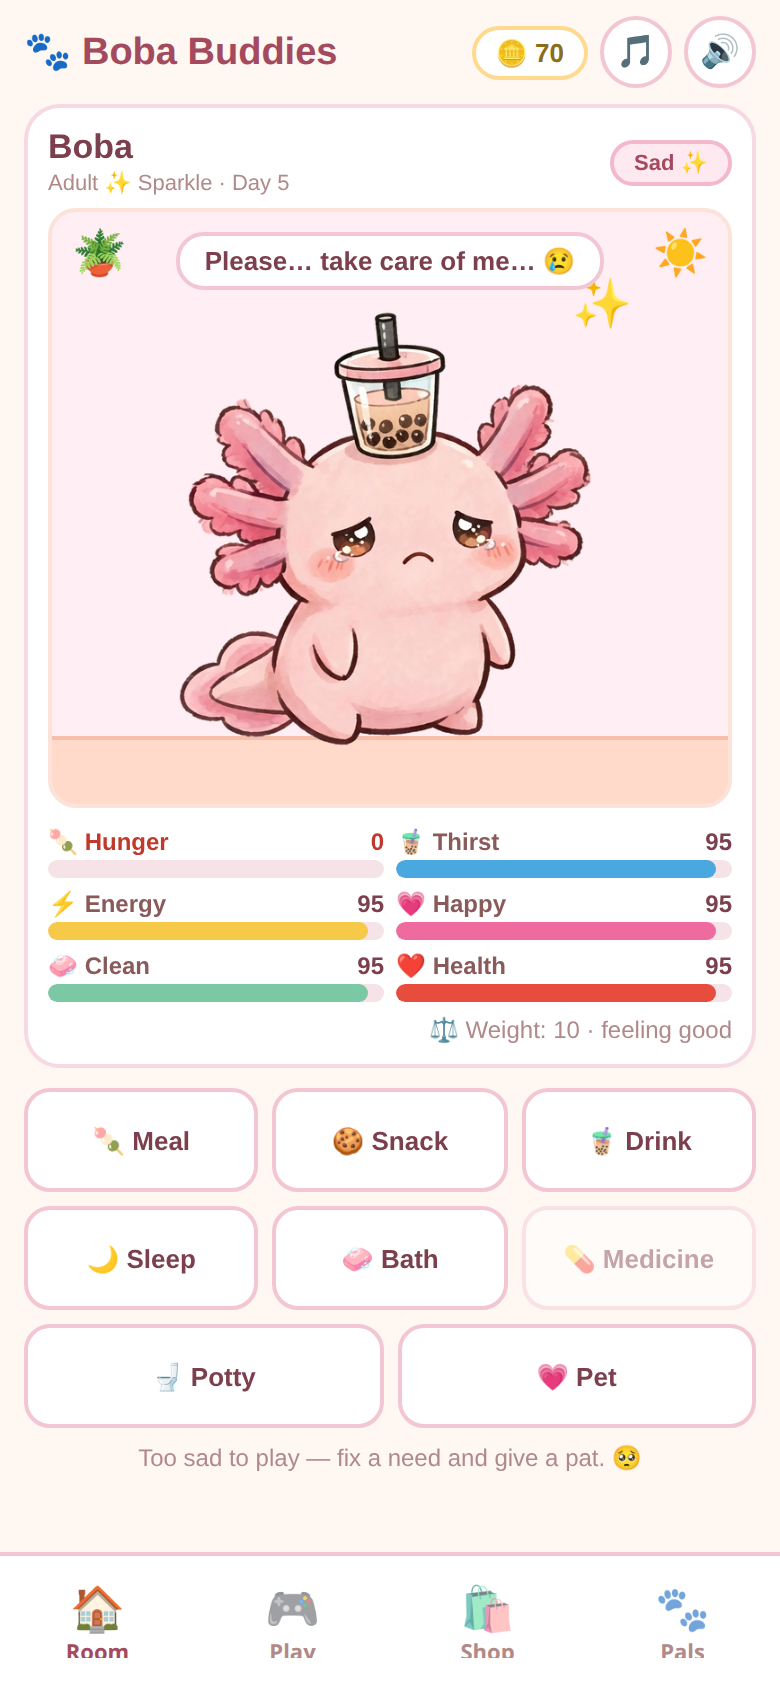 🐾 Boba Buddies 🪙 70 🎵 🔊
Boba
Adult ✨ Sparkle · Day 5
Sad ✨
Please… take care of me… 😢
🍡 Hunger 0
🧋 Thirst 95
⚡ Energy 95
💗 Happy 95
🧼 Clean 95
❤️ Health 95
⚖️ Weight: 10 · feeling good
🍡 Meal
🍪 Snack
🧋 Drink
🌙 Sleep
🧼 Bath
💊 Medicine
🚽 Potty
💗 Pet
Too sad to play — fix a need and give a pat. 🥺
Room
Play
Shop
Pals